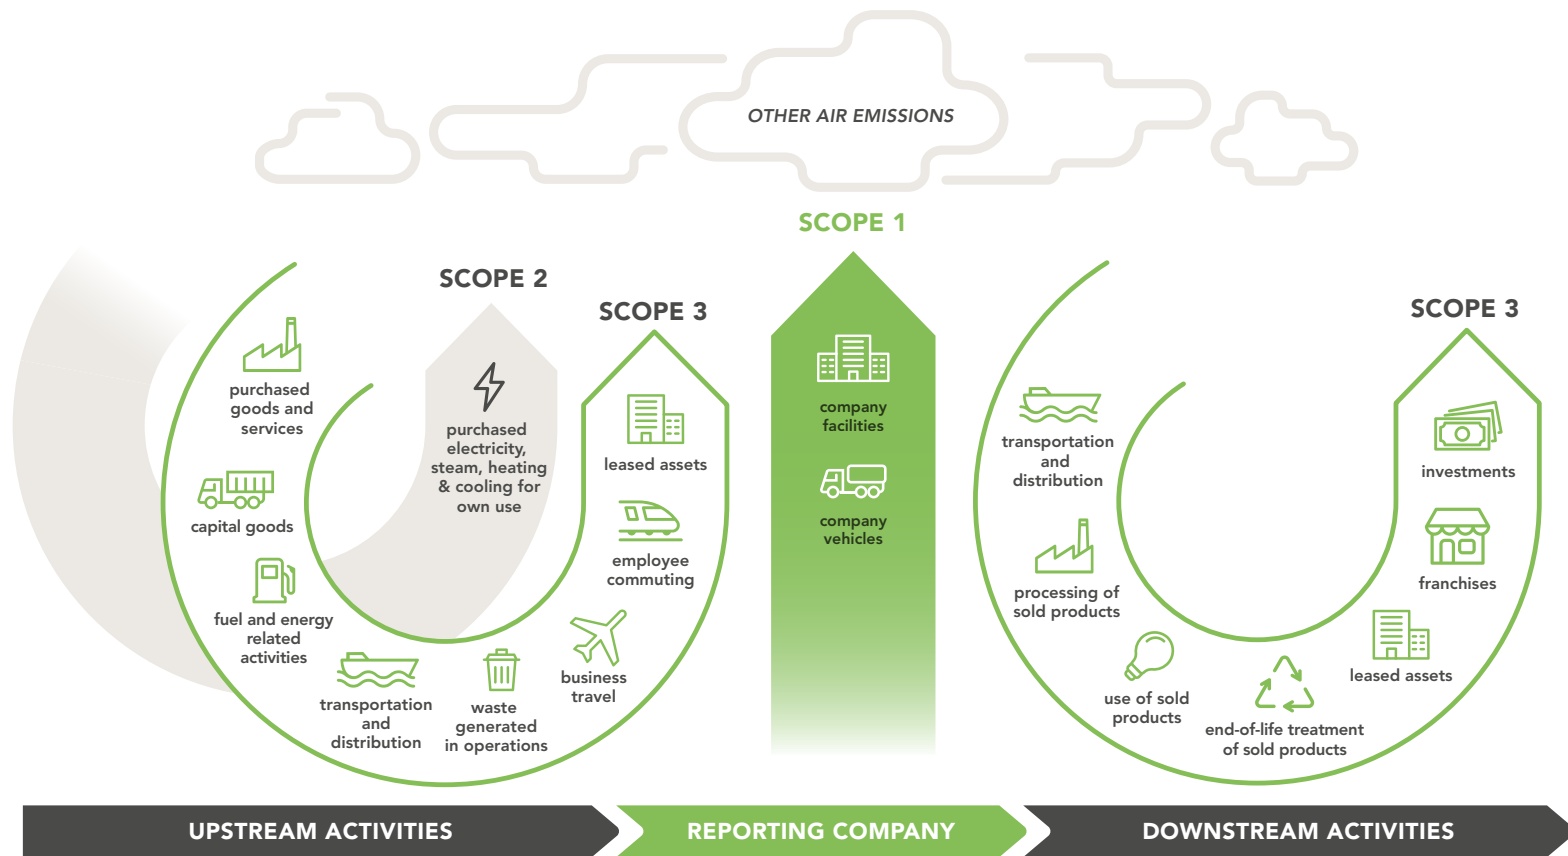 OTHER AIR EMISSIONS
SCOPE 1
SCOPE 2
SCOPE 3
SCOPE 3
purchased
goods and
services
capital goods
fuel and energy
related
activities
transportation
and
distribution
waste
generated
in operations
business
travel
employee
commuting
leased assets
purchased
electricity,
steam, heating
& cooling for
own use
company
facilities
company
vehicles
transportation
and
distribution
processing of
sold products
use of sold
products
end-of-life treatment
of sold products
leased assets
franchises
investments
UPSTREAM ACTIVITIES
REPORTING COMPANY
DOWNSTREAM ACTIVITIES